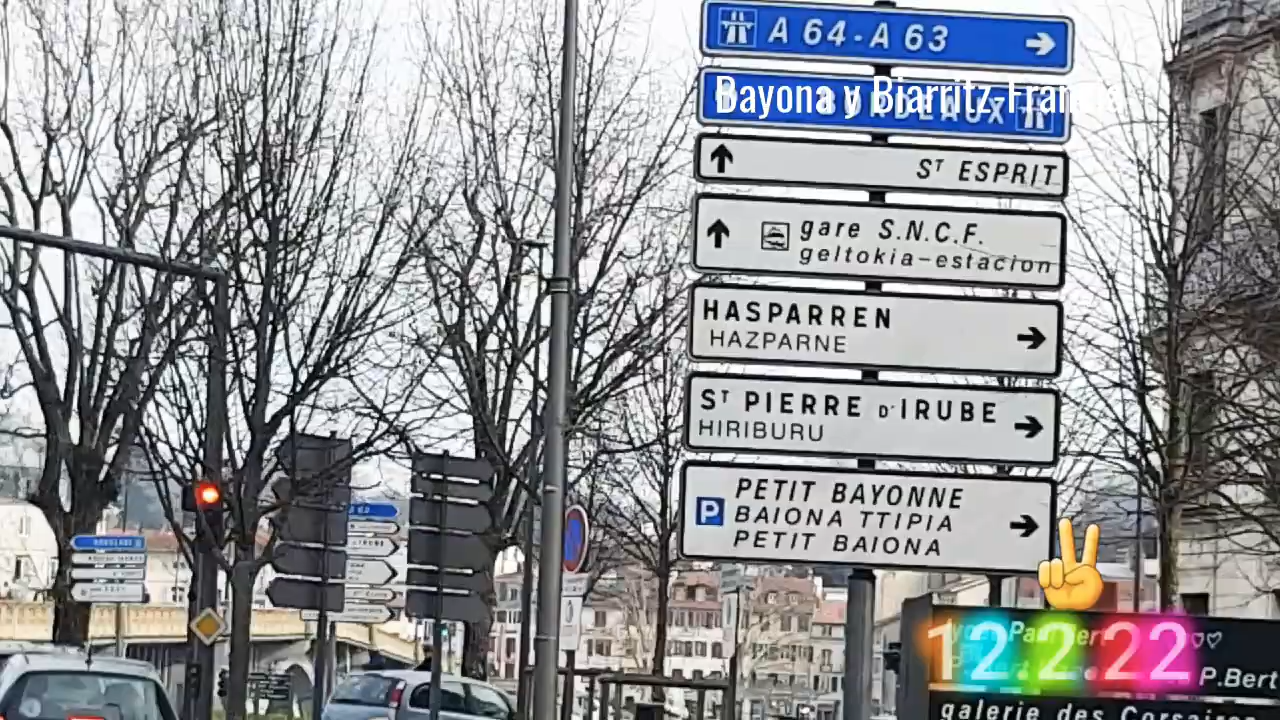 A 64-A 63
BORDEAUX
Bayona y Biarritz, Francia
ST ESPRIT
gare S.N.C.F.
geltokia-estacion
HASPARREN
HAZPARNE
ST PIERRE D'IRUBE
HIRIBURU
P
PETIT BAYONNE
BAIONA TTIPIA
PETIT BAIONA
12.2.22
P.Bert
galerie des